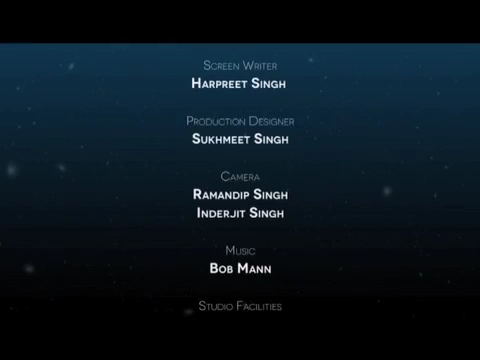 Screen Writer
Harpreet Singh
Production Designer
Sukhmeet Singh
Camera
Ramandip Singh
Inderjit Singh
Music
Bob Mann
Studio Facilities